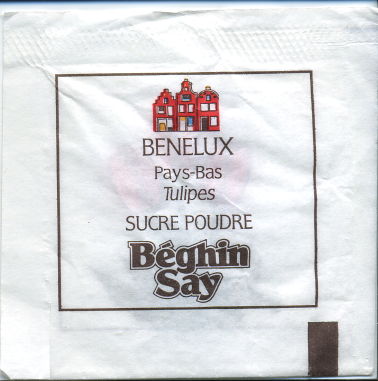 BENELUX
Pays-Bas
Tulipes
SUCRE POUDRE
Béghin
Say